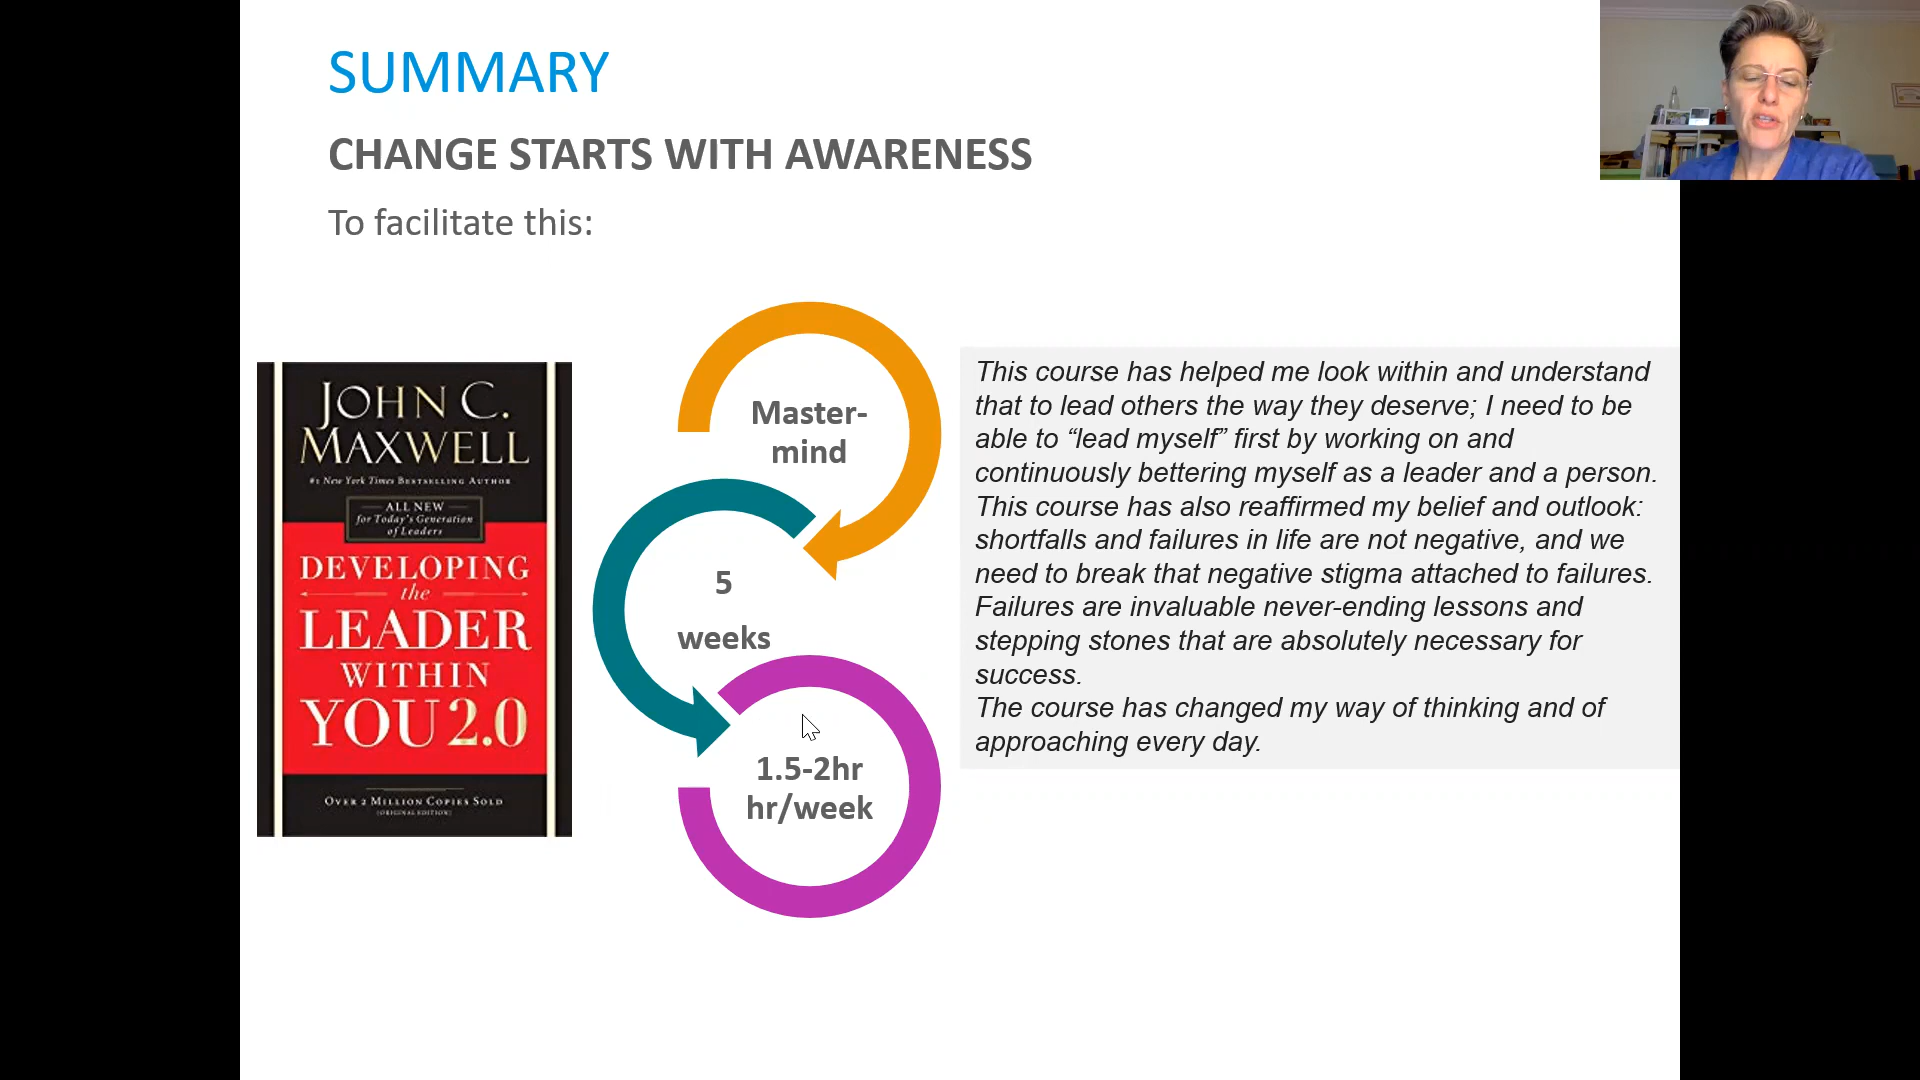 SUMMARY
CHANGE STARTS WITH AWARENESS
To facilitate this:
JOHN C.
MAXWELL
#1 New York Times BESTSELLING AUTHOR
ALL NEW
for Today's Generation
of Leaders
DEVELOPING
the
LEADER
WITHIN
YOU 2.0
OVER 2 MILLION COPIES SOLD
(ORIGINAL EDITION)
Master-
mind
5
weeks
1.5-2hr
hr/week
This course has helped me look within and understand
that to lead others the way they deserve; I need to be
able to “lead myself” first by working on and
continuously bettering myself as a leader and a person.
This course has also reaffirmed my belief and outlook:
shortfalls and failures in life are not negative, and we
need to break that negative stigma attached to failures.
Failures are invaluable never-ending lessons and
stepping stones that are absolutely necessary for
success.
The course has changed my way of thinking and of
approaching every day.